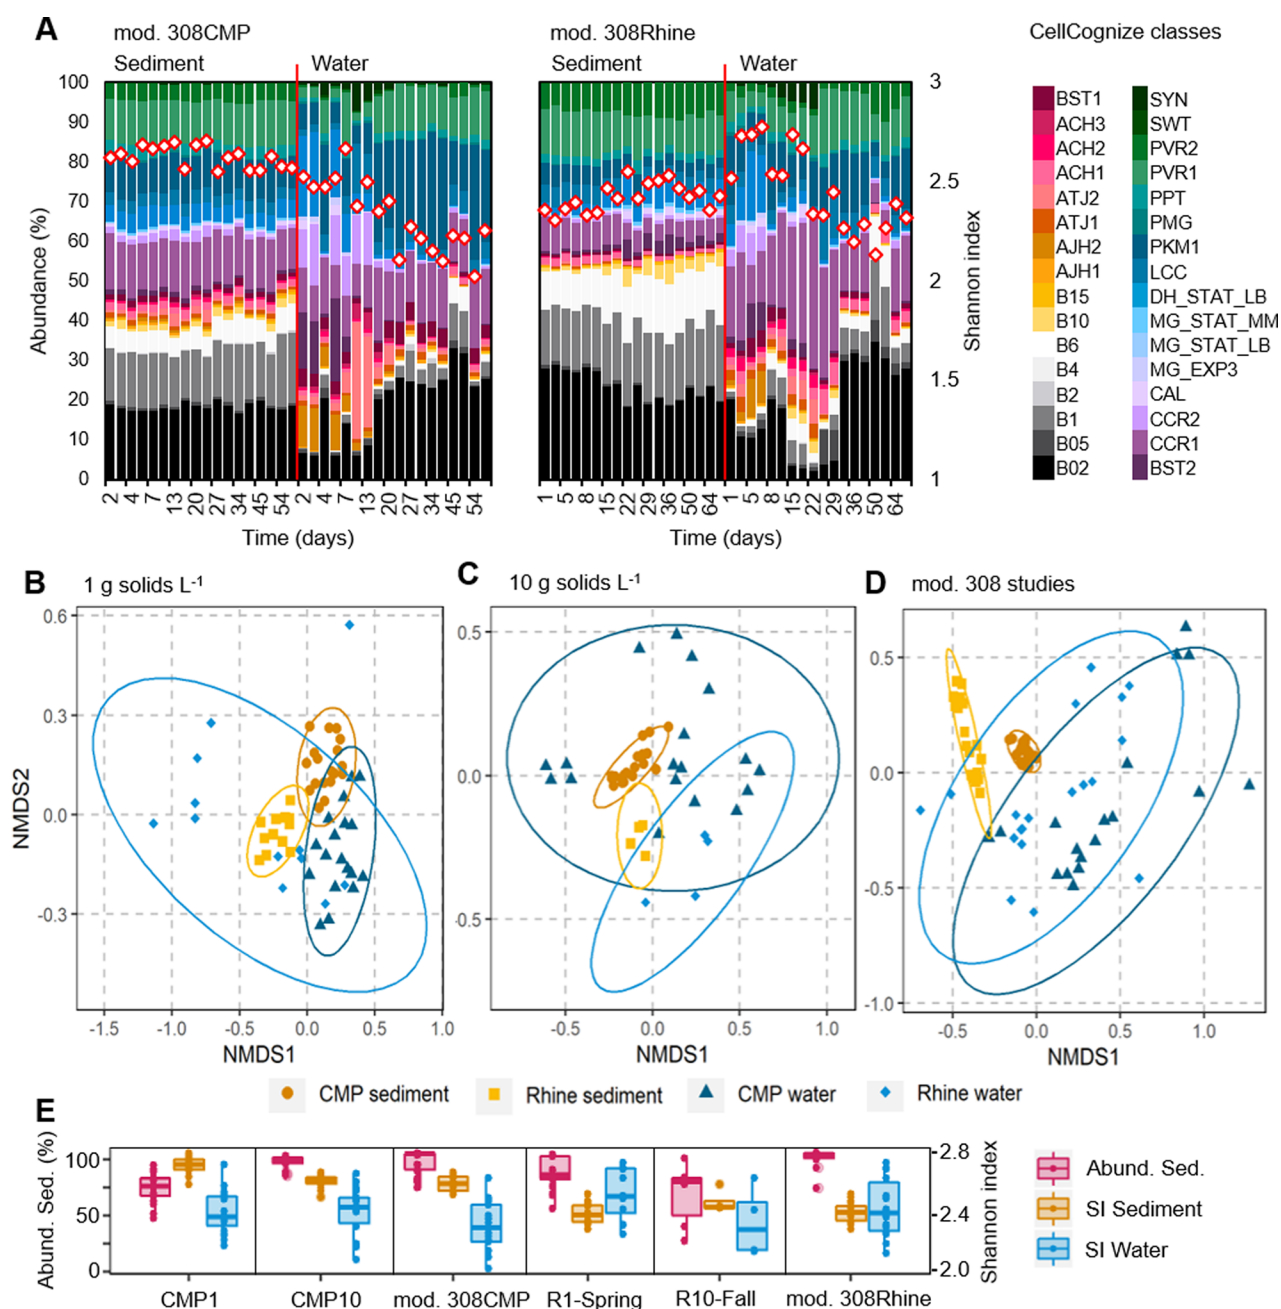 A
mod. 308CMP
mod. 308Rhine
CellCognize classes
Sediment
Water
Sediment
Water
Abundance (%)
100
90
80
70
60
50
40
30
20
10
0
2 4 7 13 20 27 34 45 54 2 4 7 13 20 27 34 45 54
Time (days)
1 5 8 15 22 29 36 50 64 1 5 8 15 22 29 36 50 64
Time (days)
3
2.5
2
1.5
1
Shannon index
BST1
ACH3
ACH2
ACH1
ATJ2
ATJ1
AJH2
AJH1
B15
B10
B6
B4
B2
B1
B05
B02
SYN
SWT
PVR2
PVR1
PPT
PMG
PKM1
LCC
DH_STAT_LB
MG_STAT_MM
MG_STAT_LB
MG_EXP3
CAL
CCR2
CCR1
BST2
B
1 g solids L-1
NMDS2
0.6
0.3
0.0
-0.3
-1.5 -1.0 -0.5 0.0 0.5 1.0
NMDS1
C
10 g solids L-1
0.5
0.0
-0.5
-0.5 0.0 0.5 1.0
NMDS1
D
mod. 308 studies
0.5
0.0
-0.5
-1.0
-0.5 0.0 0.5 1.0
NMDS1
CMP sediment
Rhine sediment
CMP water
Rhine water
E
Abund. Sed. (%)
100
50
0
2.8
2.4
2.0
Shannon index
CMP1
CMP10
mod. 308CMP
R1-Spring
R10-Fall
mod. 308Rhine
Abund. Sed.
SI Sediment
SI Water